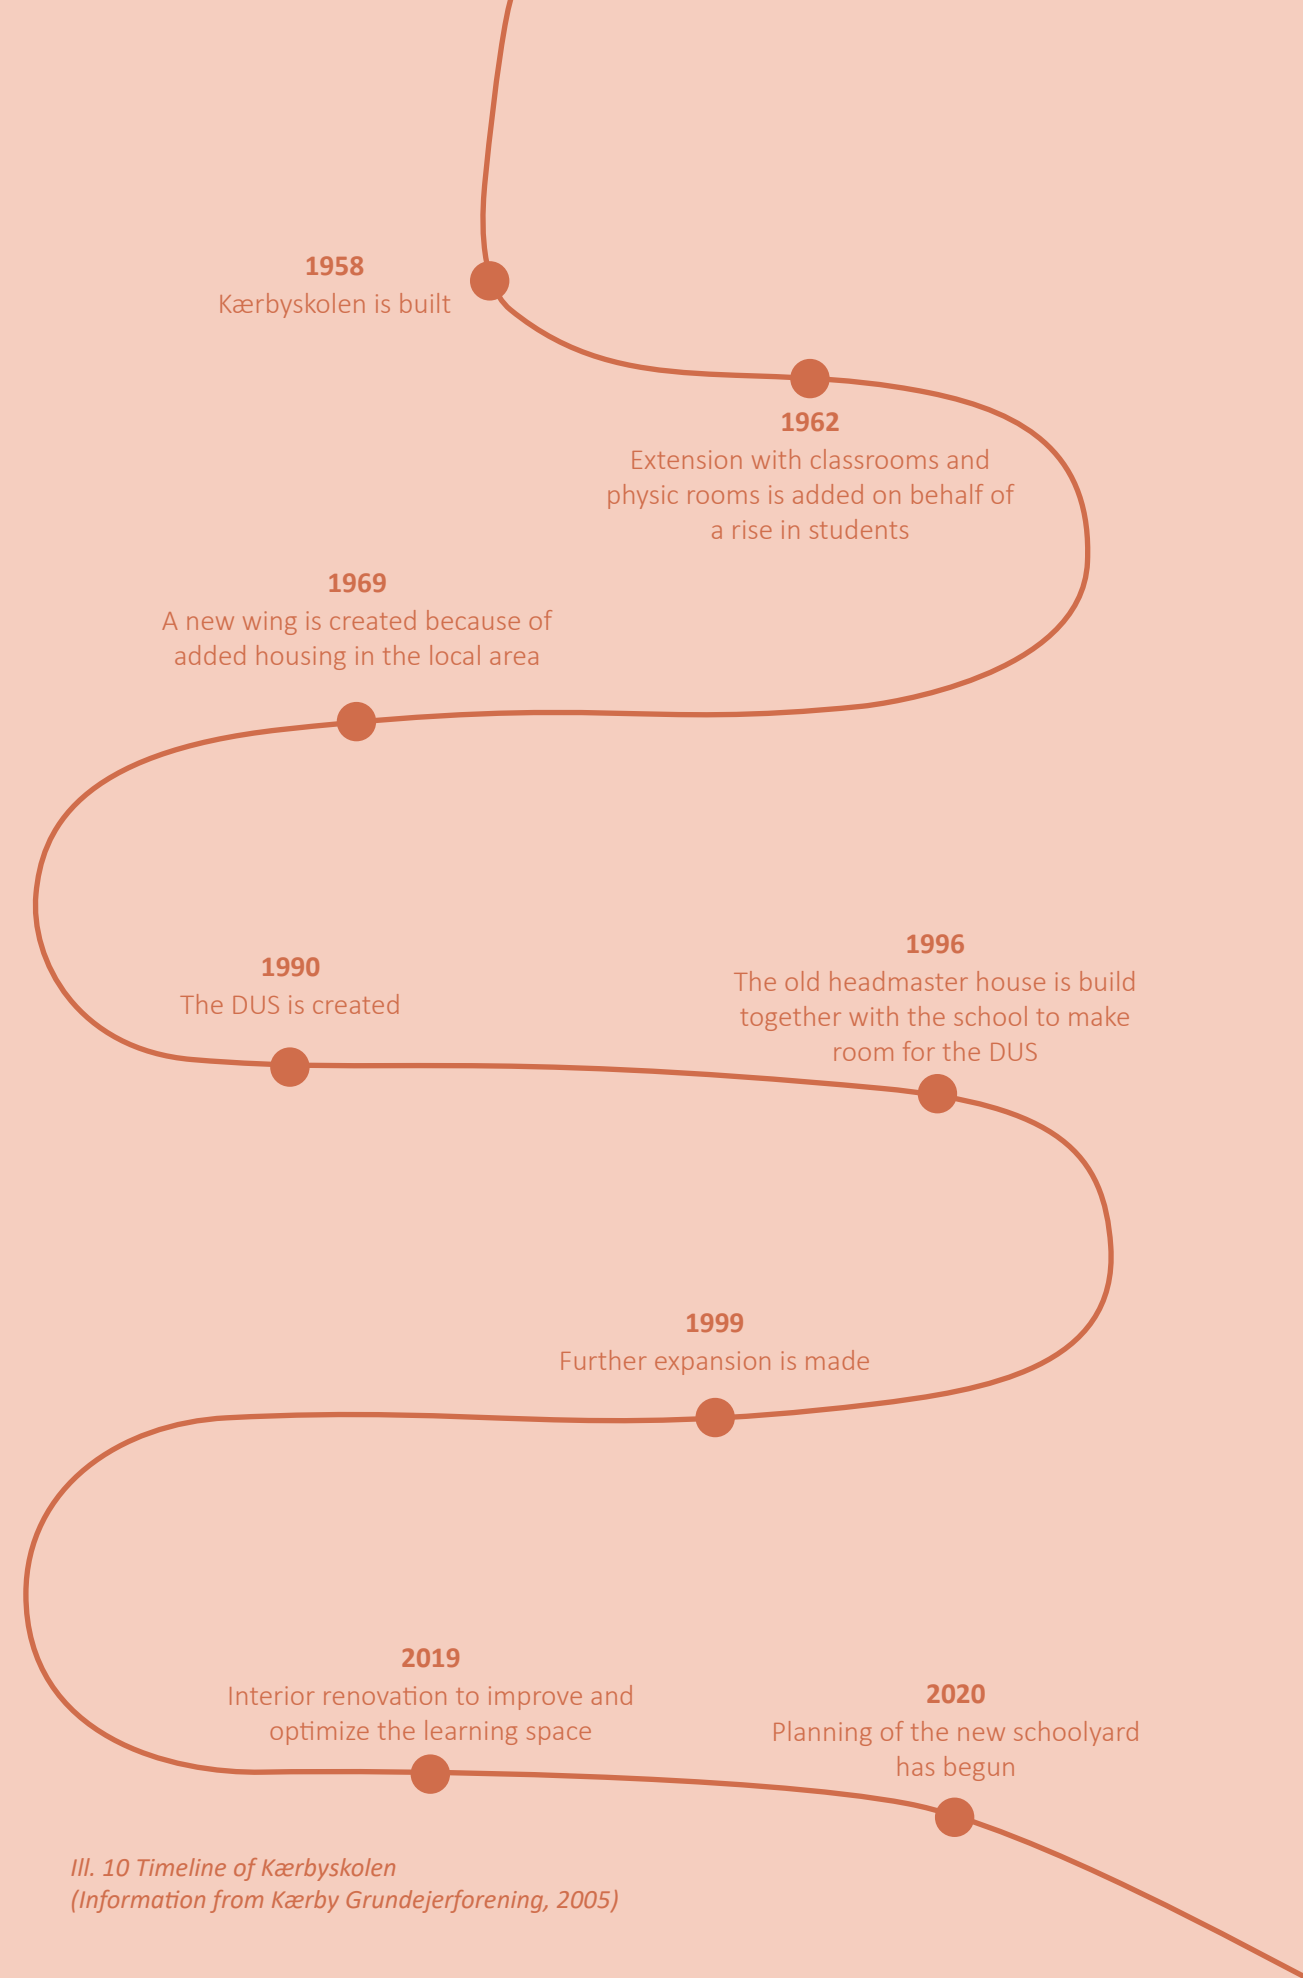 1958
Kærbyskolen is built
1962
Extension with classrooms and
physic rooms is added on behalf of
a rise in students
1969
A new wing is created because of
added housing in the local area
1990
The DUS is created
1996
The old headmaster house is build
together with the school to make
room for the DUS
1999
Further expansion is made
2019
Interior renovation to improve and
optimize the learning space
2020
Planning of the new schoolyard
has begun
Ill. 10 Timeline of Kærbyskolen
(Information from Kærby Grundejerforening, 2005)